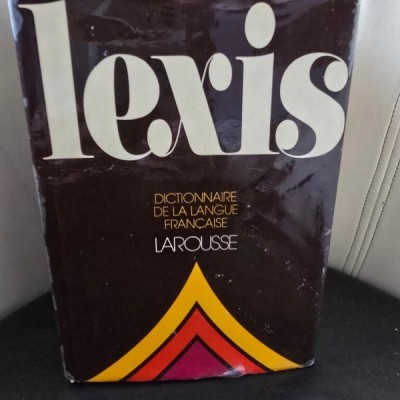 lexis
DICTIONNAIRE
DE LA LANGUE
FRANÇAISE
LAROUSSE